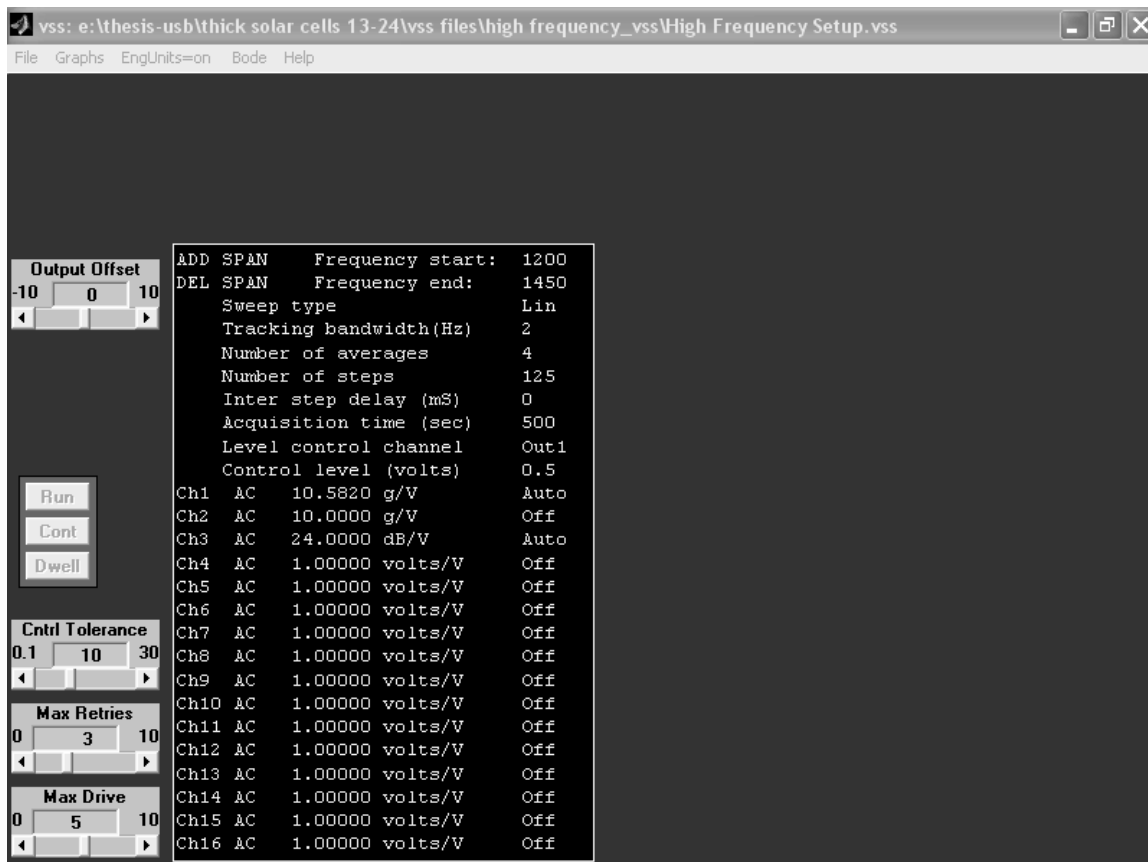 vss: e:\thesis-usb\thick solar cells 13-24\vss files\high frequency_vss\High Frequency Setup.vss
File Graphs EngUnits=on Bode Help
Output Offset
-10 0 10
ADD SPAN Frequency start: 1200
DEL SPAN Frequency end: 1450
Sweep type Lin
Tracking bandwidth(Hz) 2
Number of averages 4
Number of steps 125
Inter step delay (mS) 0
Acquisition time (sec) 500
Level control channel Out1
Control level (volts) 0.5
Ch1 AC 10.5820 g/V Auto
Ch2 AC 10.0000 g/V Off
Ch3 AC 24.0000 dB/V Auto
Ch4 AC 1.00000 volts/V Off
Ch5 AC 1.00000 volts/V Off
Ch6 AC 1.00000 volts/V Off
Ch7 AC 1.00000 volts/V Off
Ch8 AC 1.00000 volts/V Off
Ch9 AC 1.00000 volts/V Off
Ch10 AC 1.00000 volts/V Off
Ch11 AC 1.00000 volts/V Off
Ch12 AC 1.00000 volts/V Off
Ch13 AC 1.00000 volts/V Off
Ch14 AC 1.00000 volts/V Off
Ch15 AC 1.00000 volts/V Off
Ch16 AC 1.00000 volts/V Off
Run
Cont
Dwell
Cntrl Tolerance
0.1 10 30
Max Retries
0 3 10
Max Drive
0 5 10